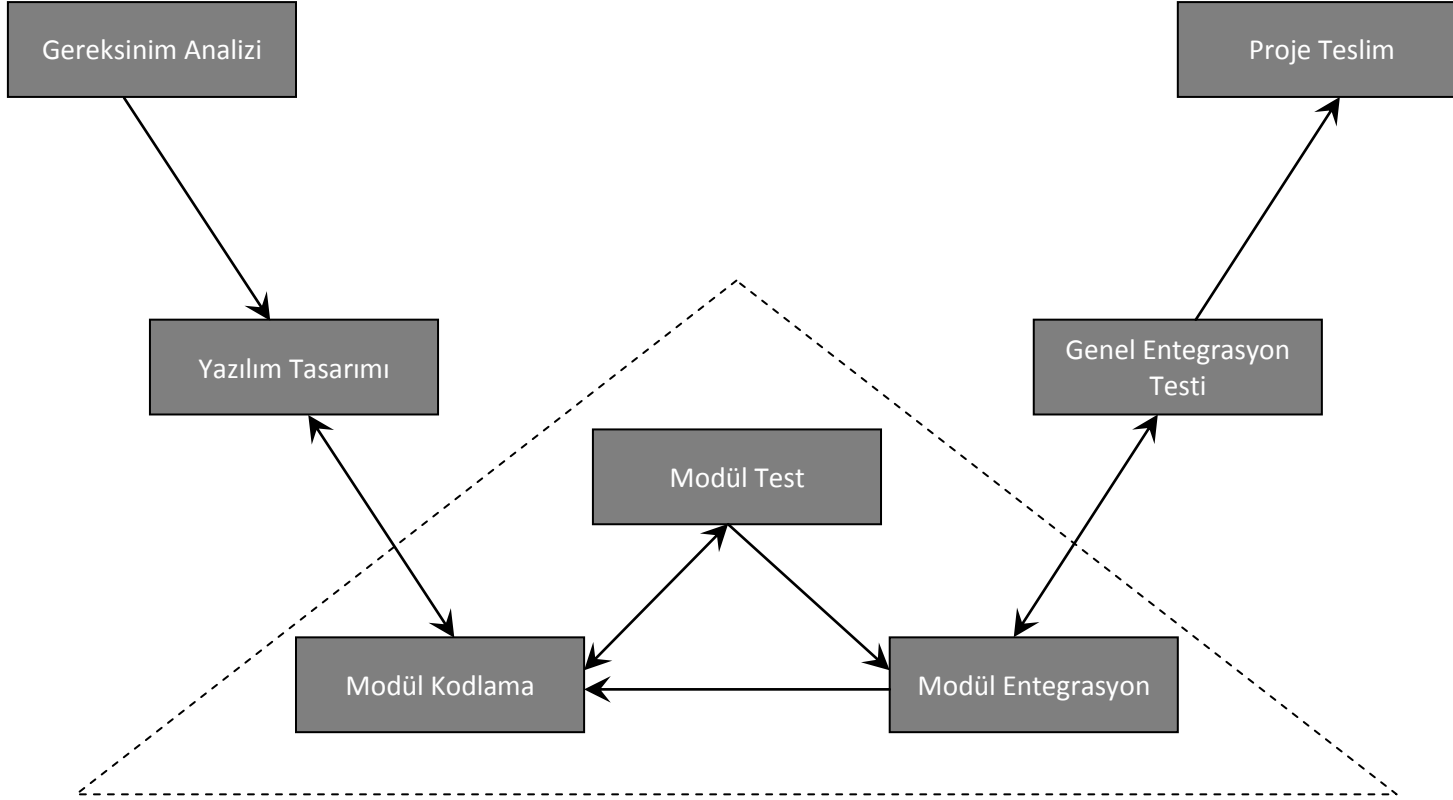 Gereksinim Analizi
Proje Teslim
Yazılım Tasarımı
Genel Entegrasyon
Testi
Modül Test
Modül Kodlama
Modül Entegrasyon